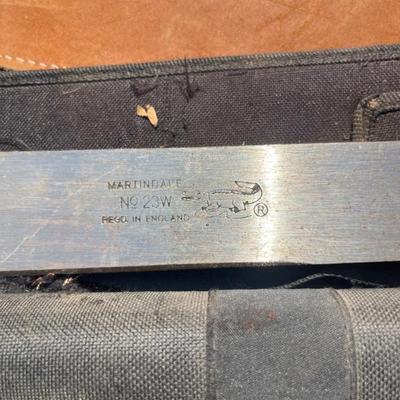 MARTINDALE
No 23W
REGD. IN ENGLAND
®